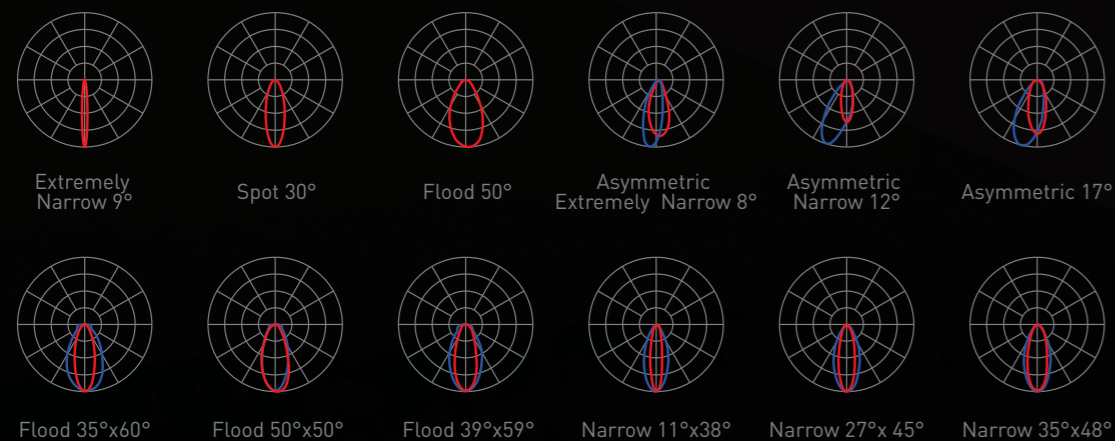 Extremely
Narrow 9°
Spot 30°
Flood 50°
Asymmetric
Extremely Narrow 8°
Asymmetric
Narrow 12°
Asymmetric 17°
Flood 35°x60°
Flood 50°x50°
Flood 39°x59°
Narrow 11°x38°
Narrow 27°x 45°
Narrow 35°x48°